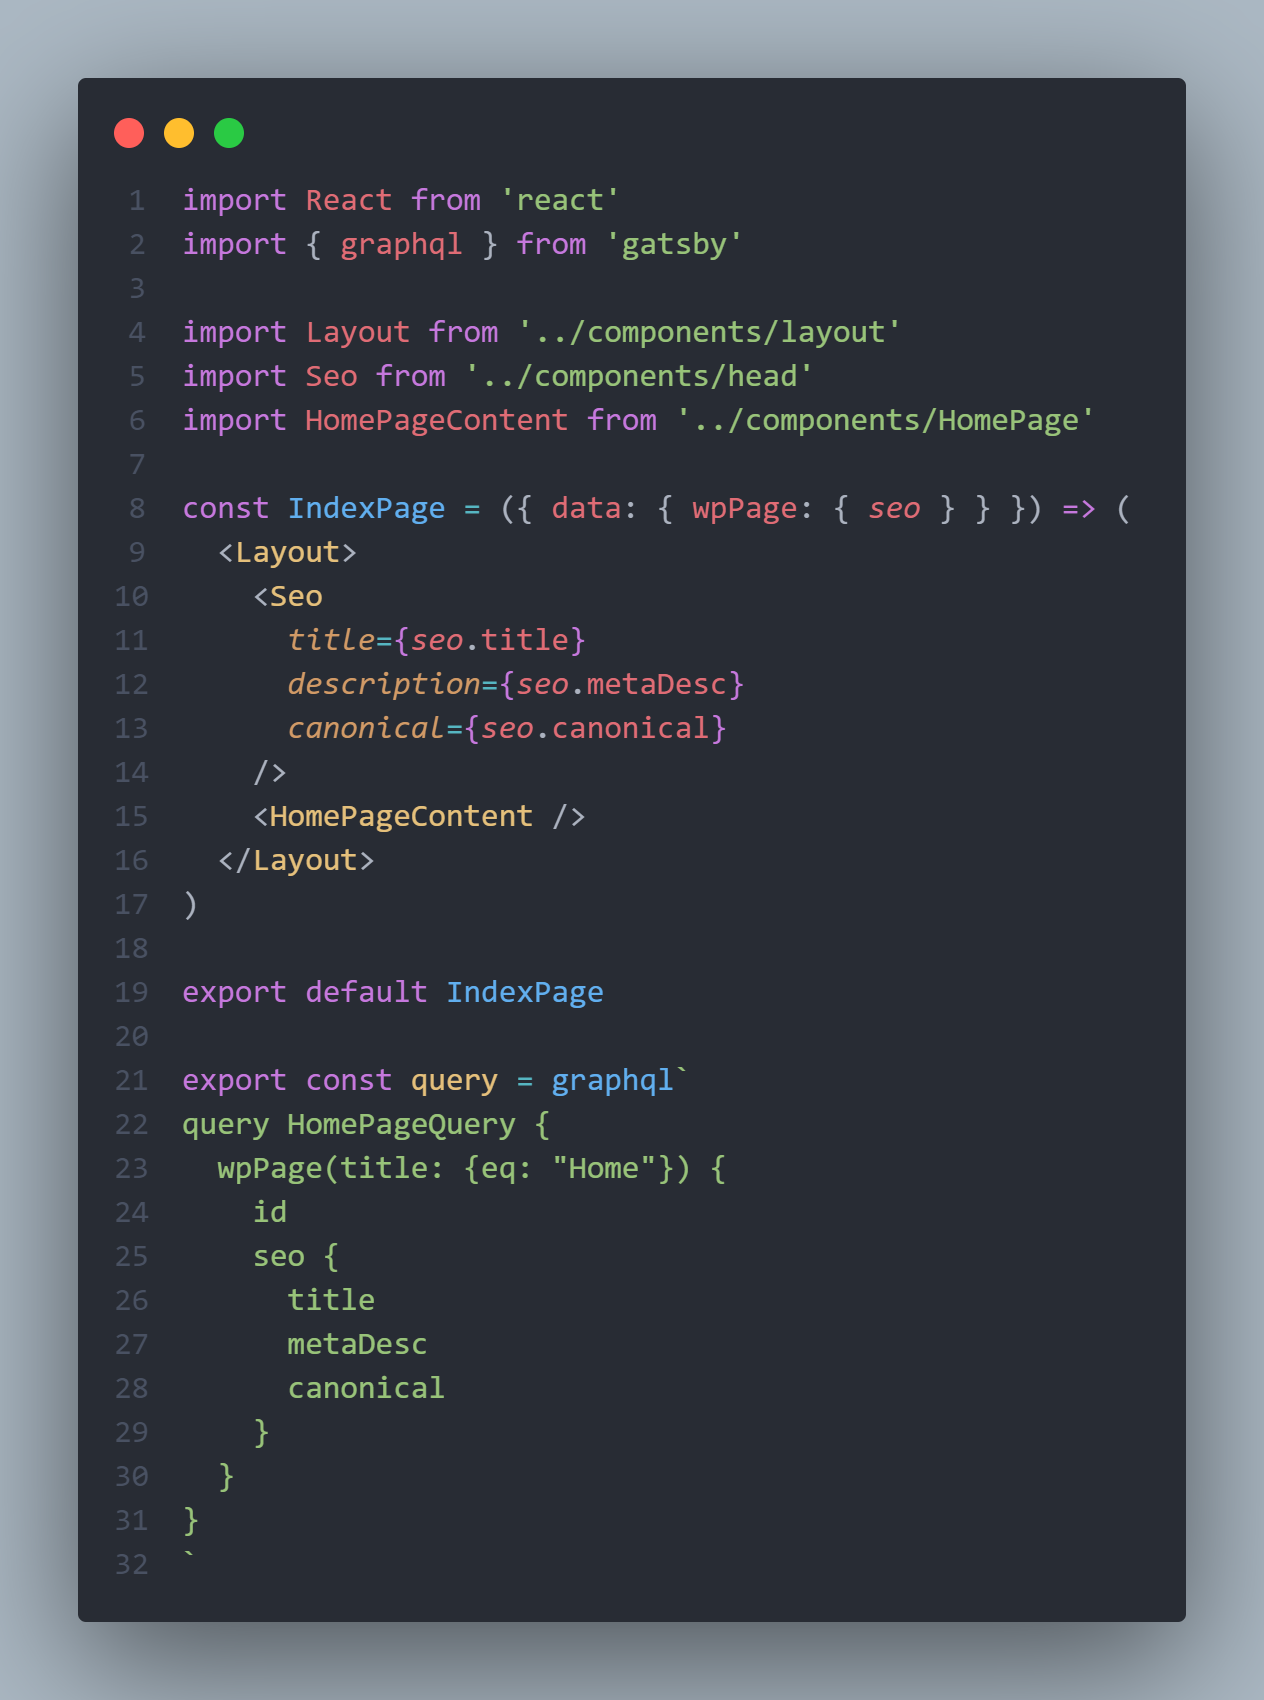 1 import React from 'react'
2 import { graphql } from 'gatsby'
3
4 import Layout from '../components/layout'
5 import Seo from '../components/head'
6 import HomePageContent from '../components/HomePage'
7
8 const IndexPage = ({ data: { wpPage: { seo } } }) => (
9   <Layout>
10     <Seo
11       title={seo.title}
12       description={seo.metaDesc}
13       canonical={seo.canonical}
14     />
15     <HomePageContent />
16   </Layout>
17 )
18
19 export default IndexPage
20
21 export const query = graphql`
22 query HomePageQuery {
23   wpPage(title: {eq: "Home"}) {
24     id
25     seo {
26       title
27       metaDesc
28       canonical
29     }
30   }
31 }
32 `